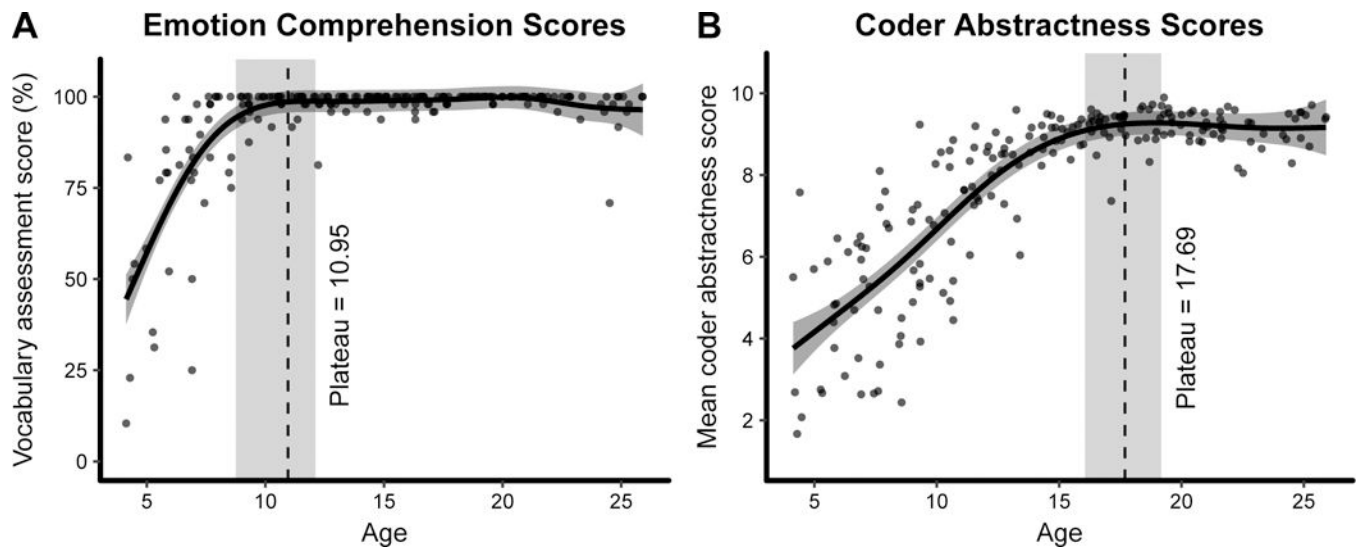 A Emotion Comprehension Scores
Vocabulary assessment score (%)
100
75
50
25
0
Plateau = 10.95
5 10 15 20 25
Age
B Coder Abstractness Scores
Mean coder abstractness score
10
8
6
4
2
Plateau = 17.69
5 10 15 20 25
Age